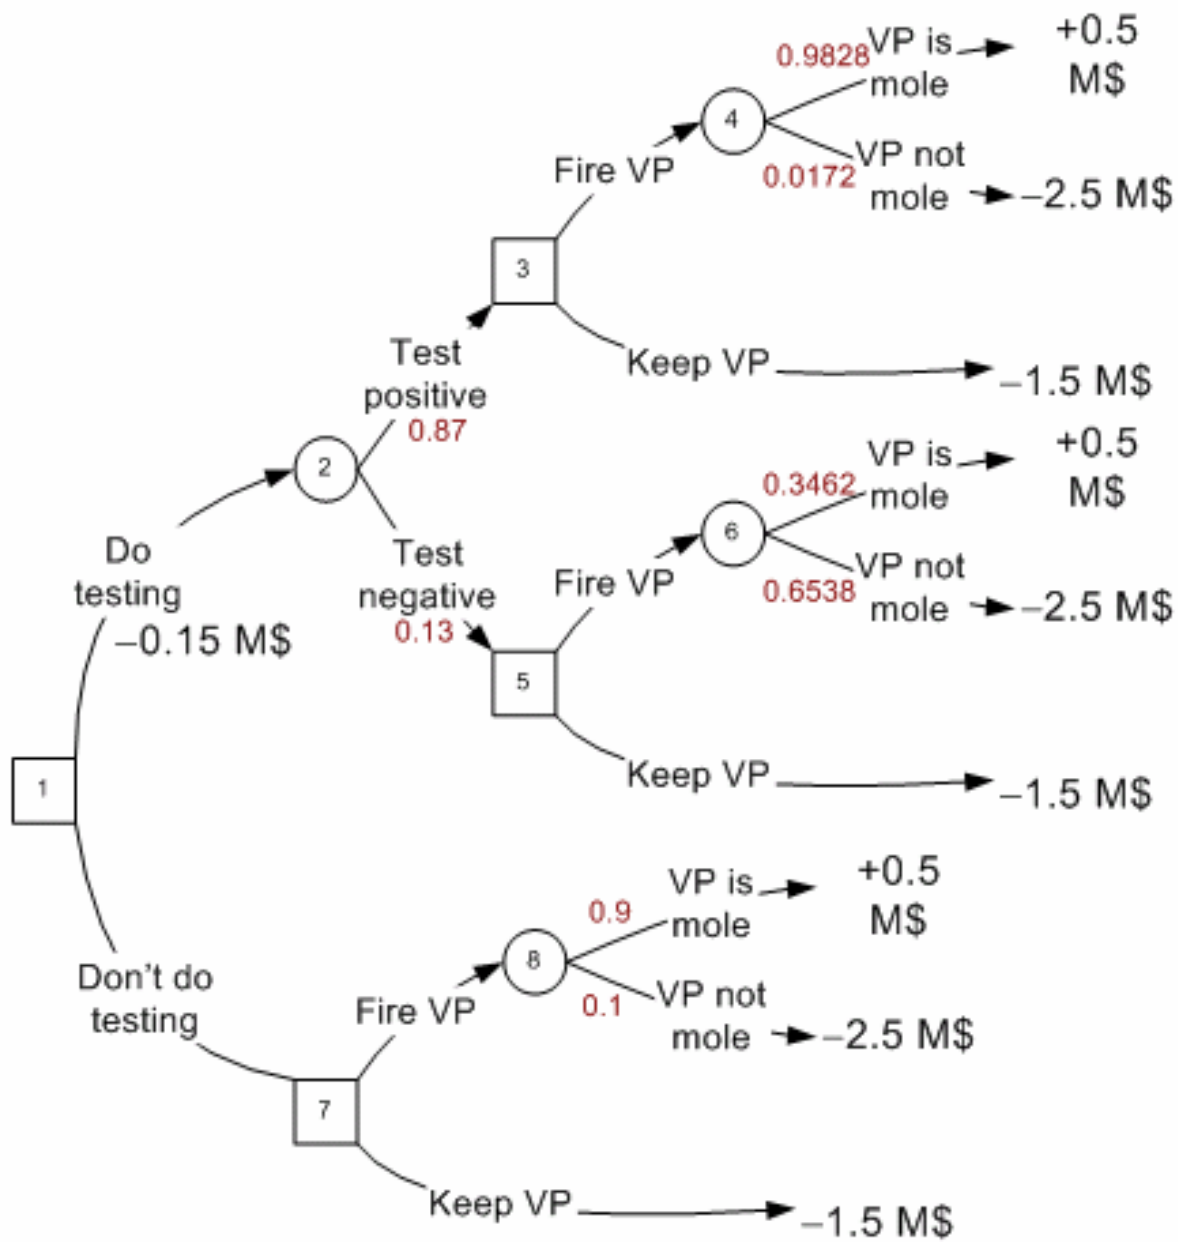 VP is
mole
+0.5
M$
0.9828
4
VP not
mole
−2.5 M$
0.0172
Fire VP
3
Keep VP
−1.5 M$
Test
positive
0.87
2
VP is
mole
+0.5
M$
0.3462
6
VP not
mole
−2.5 M$
0.6538
Fire VP
Test
negative
0.13
5
Do
testing
−0.15 M$
Keep VP
−1.5 M$
1
VP is
mole
+0.5
M$
0.9
8
VP not
mole
−2.5 M$
0.1
Fire VP
Don't do
testing
7
Keep VP
−1.5 M$